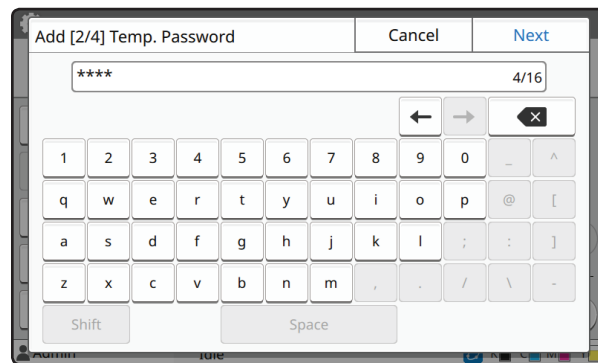 Add [2/4] Temp. Password Cancel Next
**** 4/16
1 2 3 4 5 6 7 8 9 0 _ ^
q w e r t y u i o p @ [
a s d f g h j k l ; : ]
z x c v b n m , . / \ -
Shift Space
Admin Idle K C M